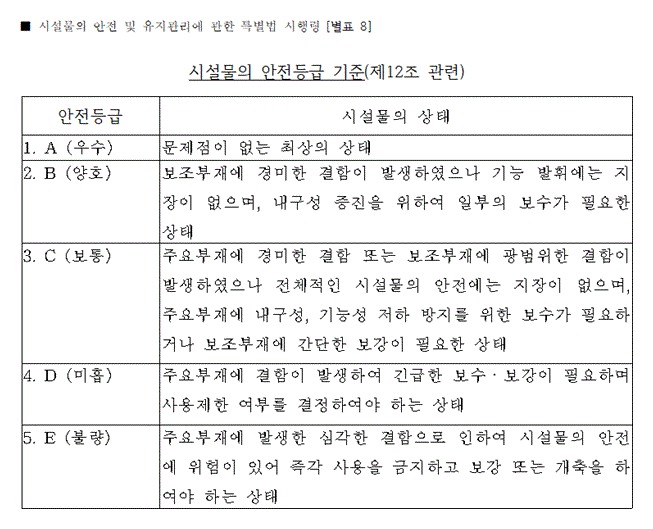 ■ 시설물의 안전 및 유지관리에 관한 특별법 시행령 [별표 8]
시설물의 안전등급 기준(제12조 관련)
안전등급 시설물의 상태
1. A (우수) 문제점이 없는 최상의 상태
2. B (양호) 보조부재에 경미한 결함이 발생하였으나 기능 발휘에는 지
장이 없으며, 내구성 증진을 위하여 일부의 보수가 필요한
상태
3. C (보통) 주요부재에 경미한 결함 또는 보조부재에 광범위한 결함이
발생하였으나 전체적인 시설물의 안전에는 지장이 없으며,
주요부재에 내구성, 기능성 저하 방지를 위한 보수가 필요하
거나 보조부재에 간단한 보강이 필요한 상태
4. D (미흡) 주요부재에 결함이 발생하여 긴급한 보수ㆍ보강이 필요하며
사용제한 여부를 결정하여야 하는 상태
5. E (불량) 주요부재에 발생한 심각한 결함으로 인하여 시설물의 안전
에 위험이 있어 즉각 사용을 금지하고 보강 또는 개축을 하
여야 하는 상태